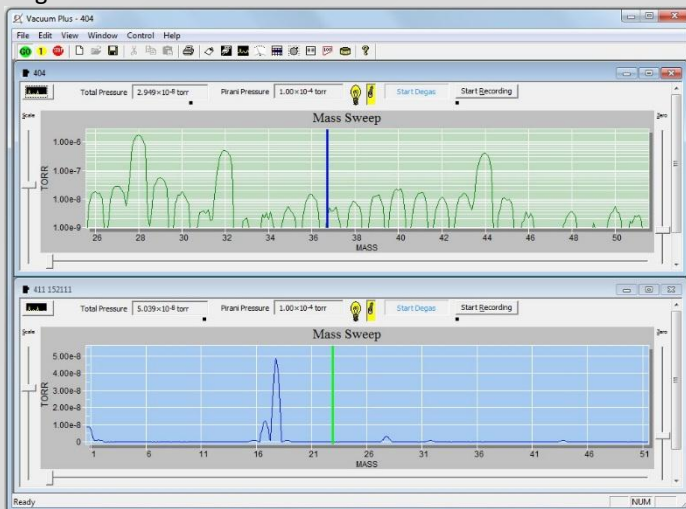 Vacuum Plus - 404
File Edit View Window Control Help
GO 1
404
Total Pressure 2.949×10⁻⁶ torr Pirani Pressure 1.00×10⁻⁴ torr Start Degas Start Recording
Scale Mass Sweep Zero
1.00e-6
1.00e-7
1.00e-8
1.00e-9
TORR
26 28 30 32 34 36 38 40 42 44 46 48 50
MASS
411 152111
Total Pressure 5.039×10⁻⁸ torr Pirani Pressure 1.00×10⁻⁴ torr Start Degas Start Recording
Scale Mass Sweep Zero
5.00e-8
4.00e-8
3.00e-8
2.00e-8
1.00e-8
0
TORR
1 6 11 16 21 26 31 36 41 46 51
MASS
Ready NUM